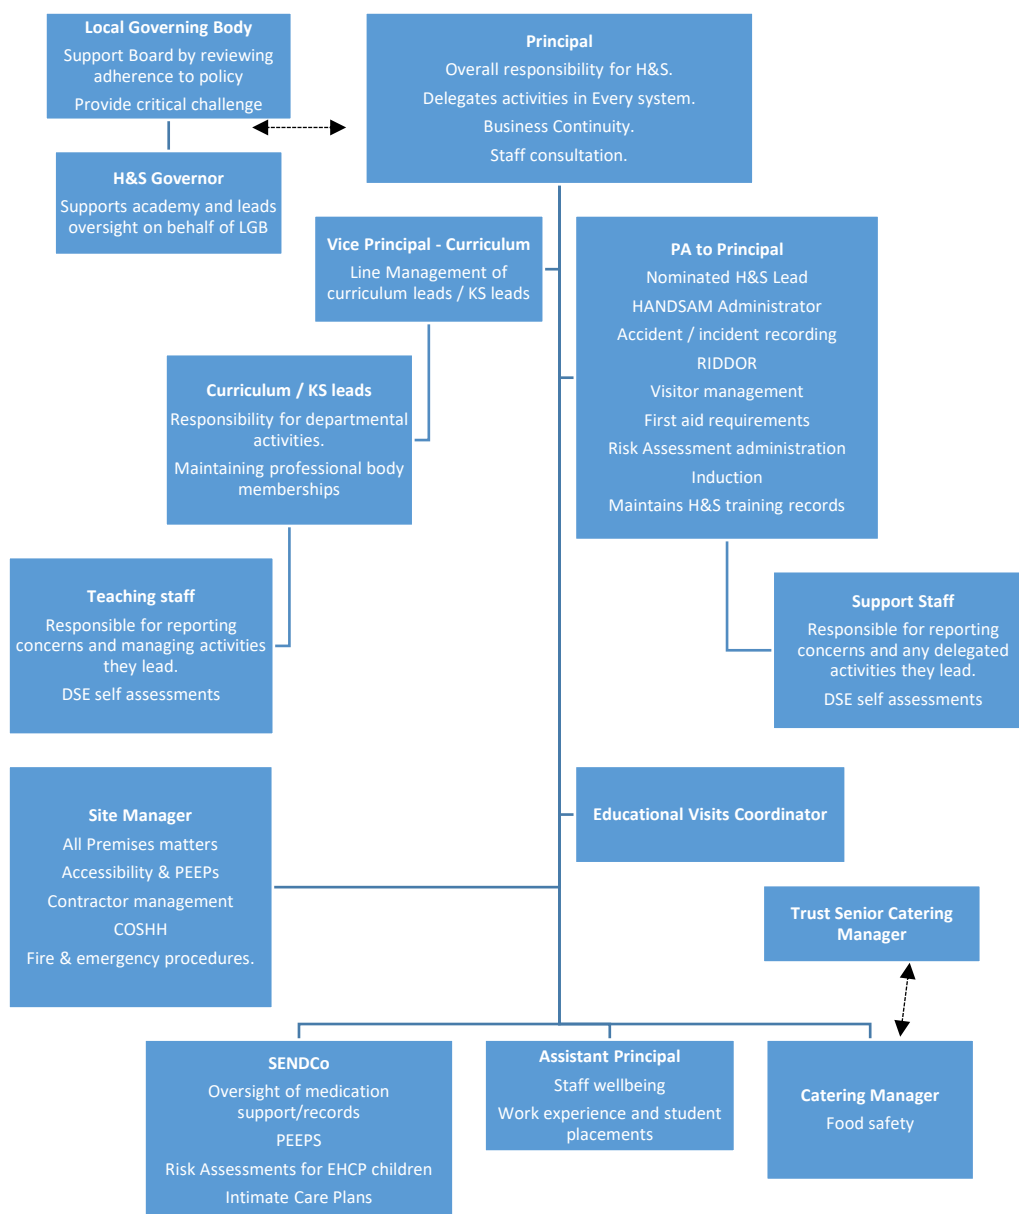 Local Governing Body
Support Board by reviewing
adherence to policy
Provide critical challenge
Principal
Overall responsibility for H&S.
Delegates activities in Every system.
Business Continuity.
Staff consultation.
H&S Governor
Supports academy and leads
oversight on behalf of LGB
Vice Principal - Curriculum
Line Management of
curriculum leads / KS leads
PA to Principal
Nominated H&S Lead
HANDSAM Administrator
Accident / incident recording
RIDDOR
Visitor management
First aid requirements
Risk Assessment administration
Induction
Maintains H&S training records
Curriculum / KS leads
Responsibility for departmental
activities.
Maintaining professional body
memberships
Teaching staff
Responsible for reporting
concerns and managing activities
they lead.
DSE self assessments
Support Staff
Responsible for reporting
concerns and any delegated
activities they lead.
DSE self assessments
Site Manager
All Premises matters
Accessibility & PEEPs
Contractor management
COSHH
Fire & emergency procedures.
Educational Visits Coordinator
Trust Senior Catering
Manager
SENDCo
Oversight of medication
support/records
PEEPS
Risk Assessments for EHCP children
Intimate Care Plans
Assistant Principal
Staff wellbeing
Work experience and student
placements
Catering Manager
Food safety